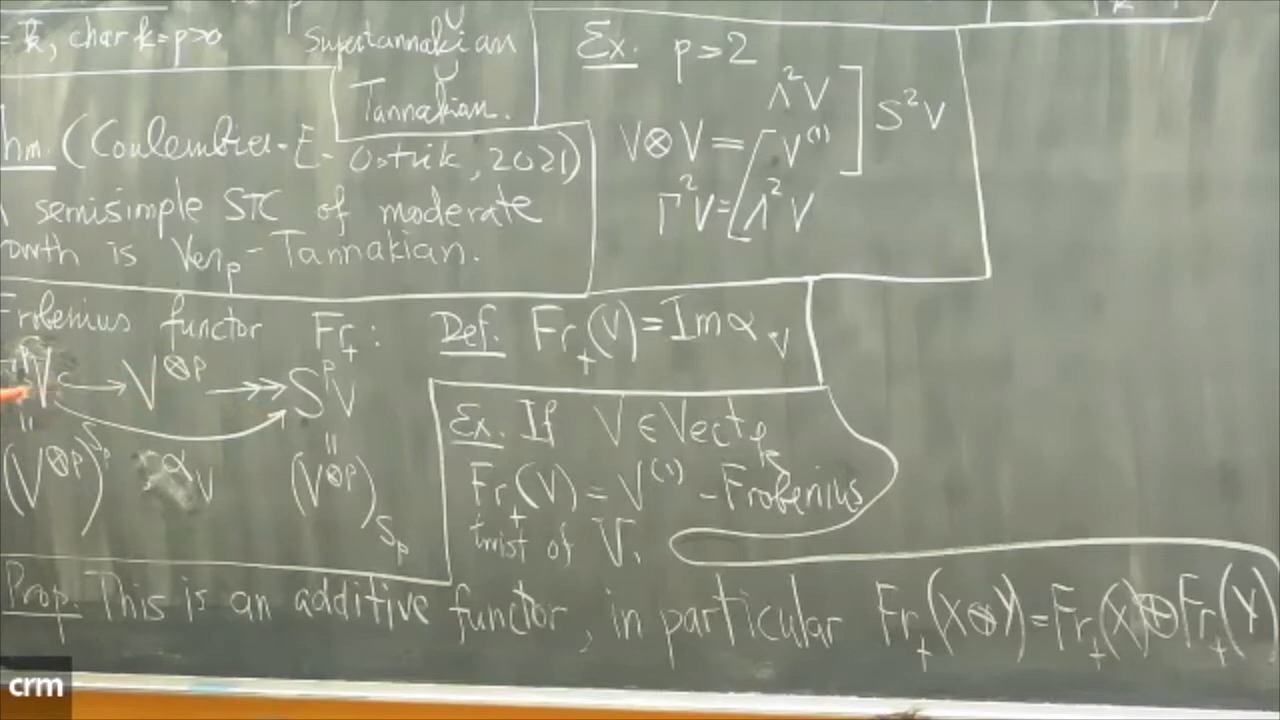 = k̄, char k=p>0
Supertannakian
∪
Tannakian.
Ex. p=2
V⊗V =
Λ²V
V⁽¹⁾
Λ²V
S²V
Γ²V=
hm. (Coulembier-E-Ostrik, 2021)
semisimple STC of moderate
owth is Ver_p-Tannakian.
Frobenius functor Fr₊:
Def. Fr₊(V)=Im α_V
V ↪ V^{⊗p} ↠ S^pV
(V^{⊗p})^{S_p} α_V (V^{⊗p})_{S_p}
Ex. If V∈Vect_k
Fr₊(V) = V⁽¹⁾ - Frobenius
twist of V.
Prop. This is an additive functor, in particular Fr₊(X⊕Y)=Fr₊(X)⊕Fr₊(Y)
crm